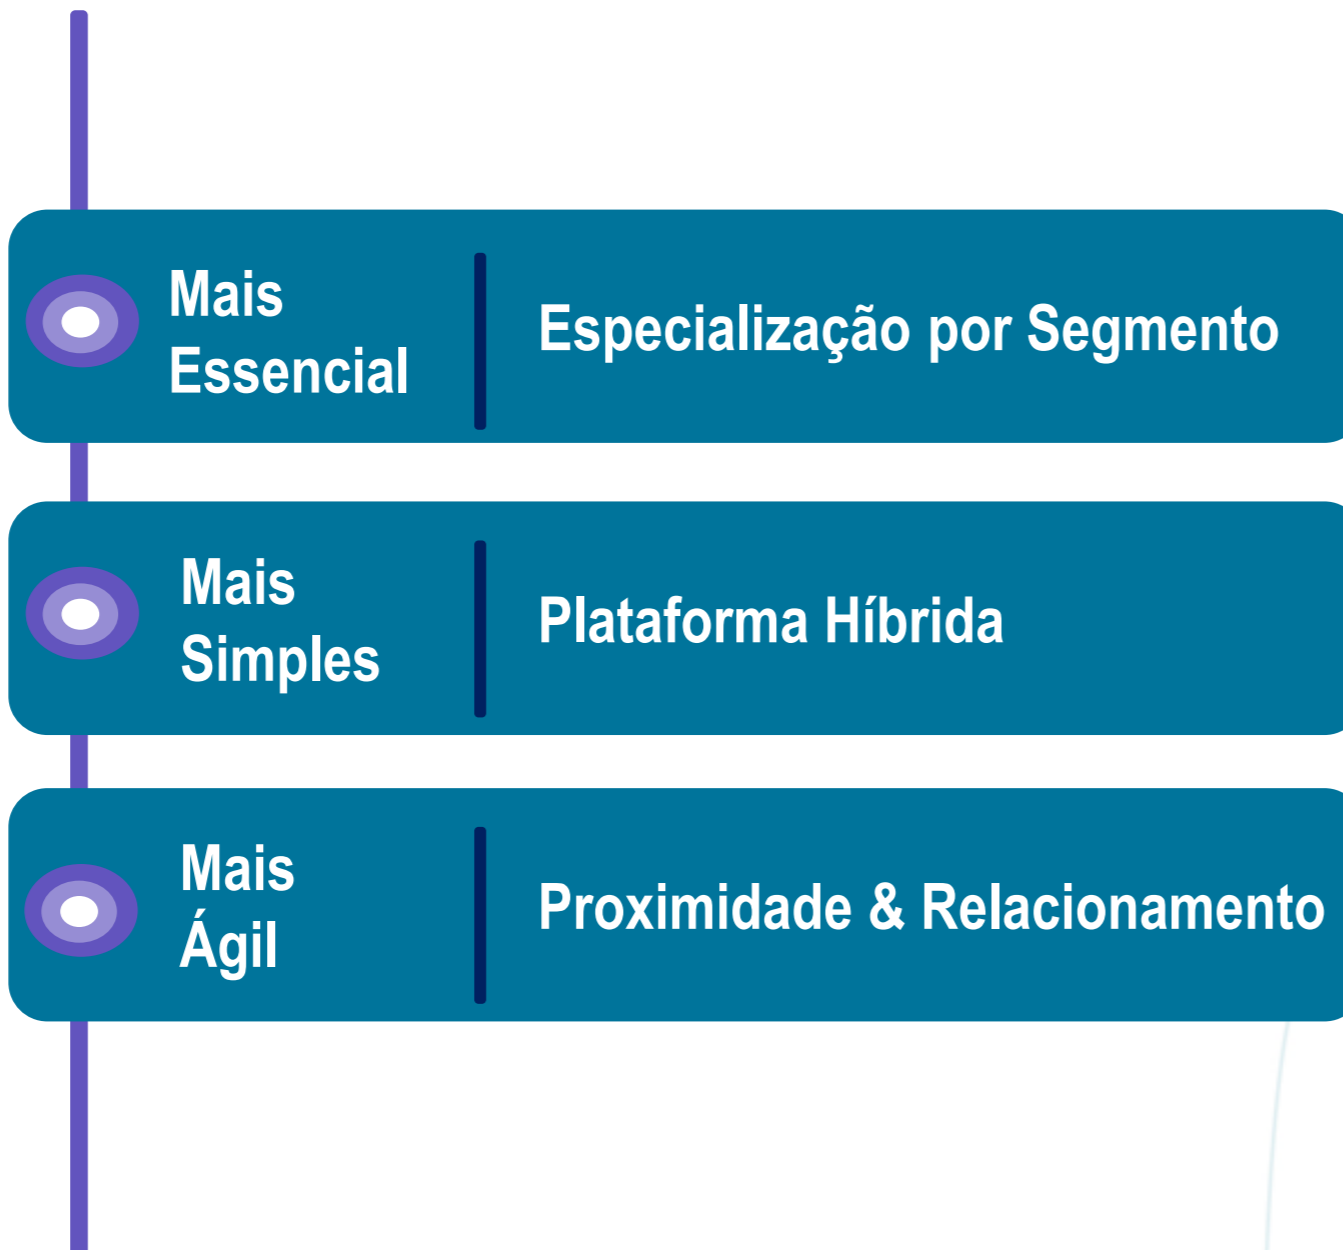 Mais
Essencial
Especialização por Segmento
Mais
Simples
Plataforma Híbrida
Mais
Ágil
Proximidade & Relacionamento